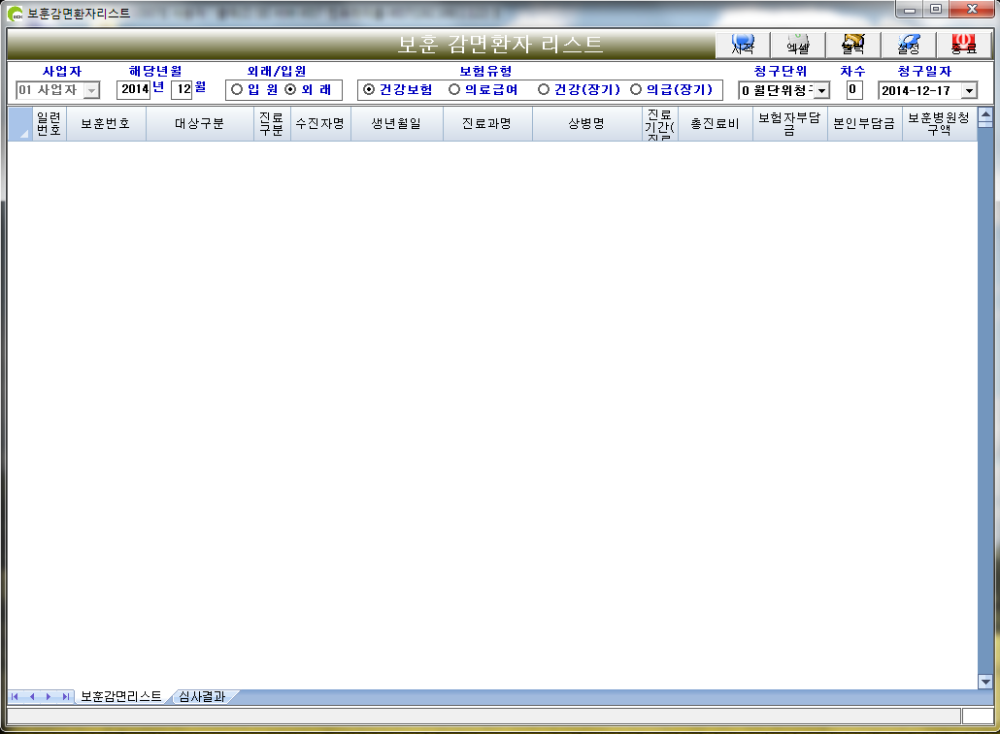 보훈감면환자리스트
보훈 감면환자 리스트
시작 엑셀 출력 설정 종 료
사업자 해당년월 외래/입원 보험유형 청구단위 차수 청구일자
01 사업자 2014 년 12 월 입 원 외 래 건강보험 의료급여 건강(장기) 의급(장기) 0 월단위청구 0 2014-12-17
일련
번호
보훈번호
대상구분
진료
구분
수진자명
생년월일
진료과명
상병명
진료
기간(
진료
총진료비
보험자부담
금
본인부담금
보훈병원청
구액
보훈감면리스트 심사결과